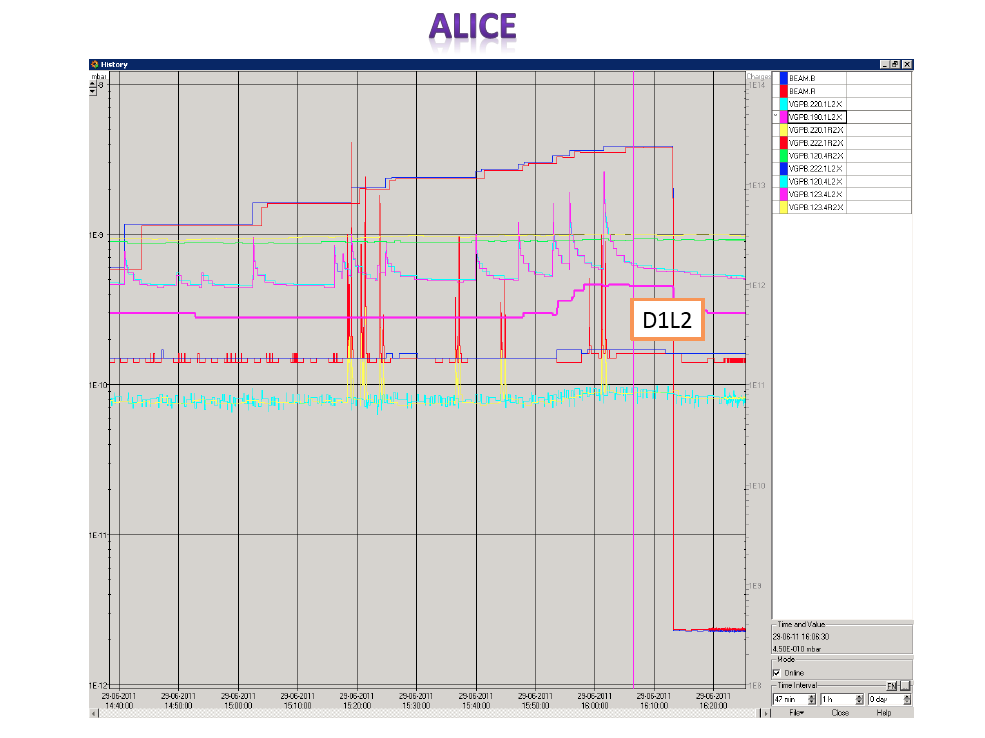 ALICE
History
mbar
Charges
1E14
1E13
1E12
1E11
1E10
1E9
1E8
-8
1E-9
1E-10
1E-11
1E-12
D1L2
BEAM.B
BEAM.R
VGPB.220.1L2.X
VGPB.190.1L2.X
VGPB.220.1R2.X
VGPB.222.1R2.X
VGPB.120.4R2.X
VGPB.222.1L2.X
VGPB.120.4L2.X
VGPB.123.4L2.X
VGPB.123.4R2.X
29-06-2011 29-06-2011 29-06-2011 29-06-2011 29-06-2011 29-06-2011 29-06-2011 29-06-2011 29-06-2011 29-06-2011 29-06-2011
14:40:00 14:50:00 15:00:00 15:10:00 15:20:00 15:30:00 15:40:00 15:50:00 16:00:00 16:10:00 16:20:00
Time and Value
29-06-11 16:06:30
4.50E-010 mbar
Mode
Online
Time Interval
47 min 1 h 0 day
File Close Help